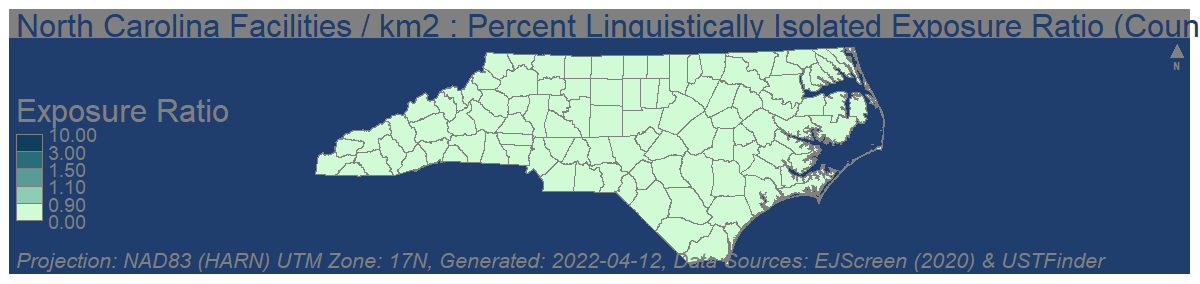 North Carolina Facilities / km2 : Percent Linguistically Isolated Exposure Ratio (Coun
N
Exposure Ratio
10.00
3.00
1.50
1.10
0.90
0.00
Projection: NAD83 (HARN) UTM Zone: 17N, Generated: 2022-04-12, Data Sources: EJScreen (2020) & USTFinder